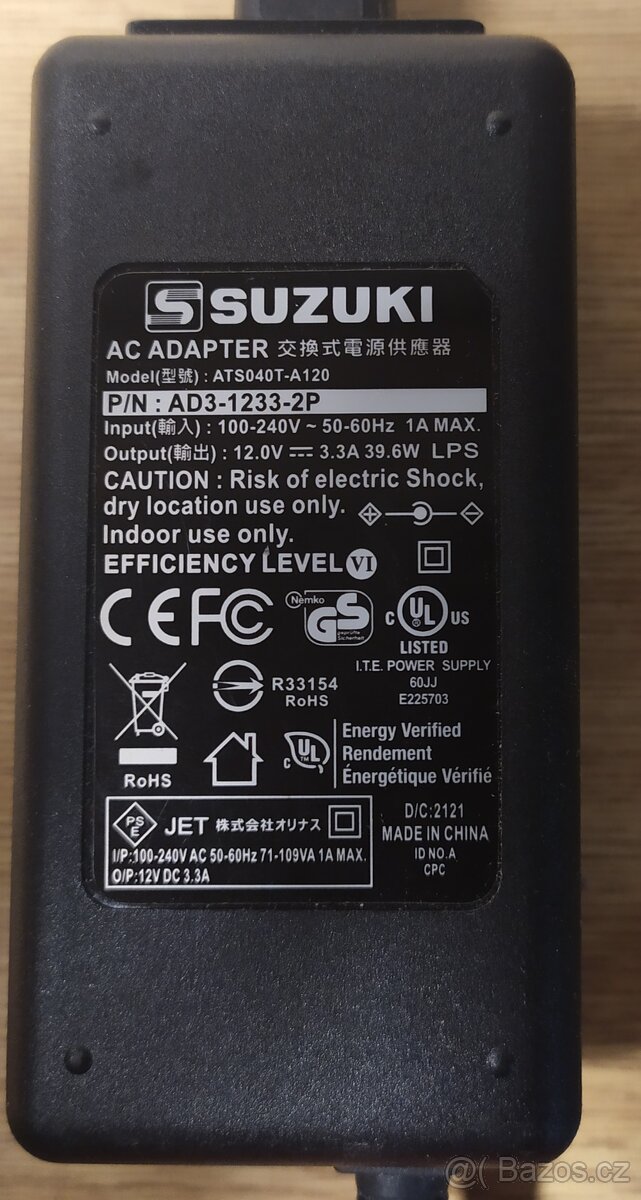 S SUZUKI
AC ADAPTER 交換式電源供應器
Model(型號) : ATS040T-A120
P/N : AD3-1233-2P
Input(輸入) : 100-240V ~ 50-60Hz 1A MAX.
Output(輸出) : 12.0V ⎓ 3.3A 39.6W LPS
CAUTION : Risk of electric Shock,
dry location use only.
Indoor use only.
EFFICIENCY LEVEL VI
CE FC Nemko GS geprüfte Sicherheit C UL US
LISTED
I.T.E. POWER SUPPLY
60JJ
E225703
R33154
RoHS
RoHS
C UL TM
Energy Verified
Rendement
Énergétique Vérifié
PSE JET 株式会社オリナス
I/P:100-240V AC 50-60Hz 71-109VA 1A MAX.
O/P:12V DC 3.3A
D/C:2121
MADE IN CHINA
ID NO.A
CPC
@( Bazos.cz